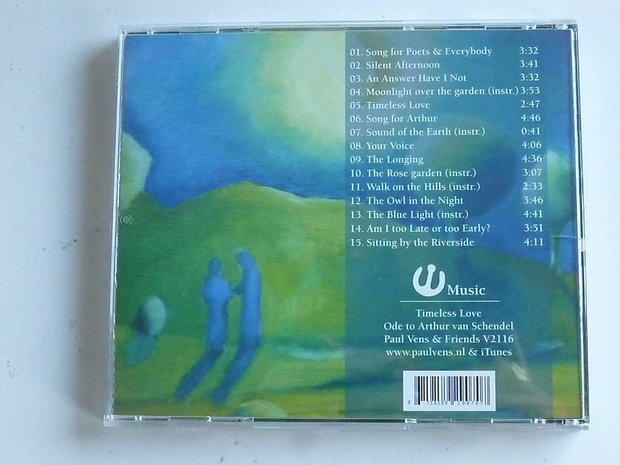 01. Song for Poets & Everybody 3:32
02. Silent Afternoon 3:41
03. An Answer Have I Not 3:32
04. Moonlight over the garden (instr.) 3:53
05. Timeless Love 2:47
06. Song for Arthur 4:46
07. Sound of the Earth (instr.) 0:41
08. Your Voice 4:06
09. The Longing 4:36
10. The Rose garden (instr.) 3:07
11. Walk on the Hills (instr.) 2:33
12. The Owl in the Night 3:46
13. The Blue Light (instr.) 4:41
14. Am I too Late or too Early? 3:51
15. Sitting by the Riverside 4:11
Music
Timeless Love
Ode to Arthur van Schendel
Paul Vens & Friends V2116
www.paulvens.nl & iTunes